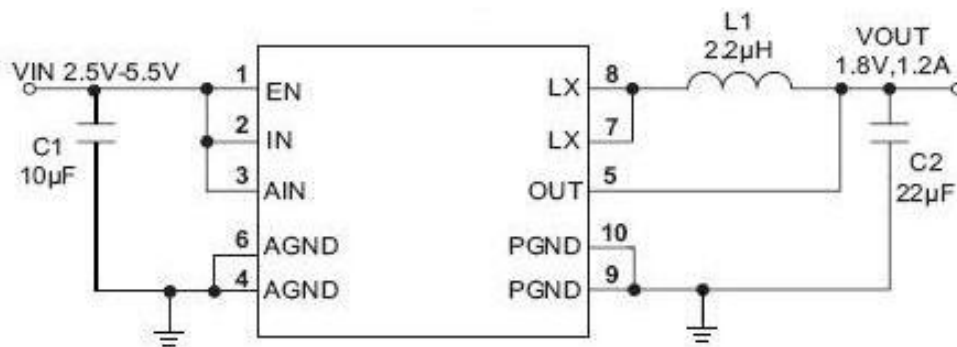 L1
2.2µH
VOUT
1.8V,1.2A
VIN 2.5V-5.5V
1
EN
LX
8
2
IN
LX
7
C1
10µF
C2
22µF
3
AIN
OUT
5
6
AGND
PGND
10
4
AGND
PGND
9